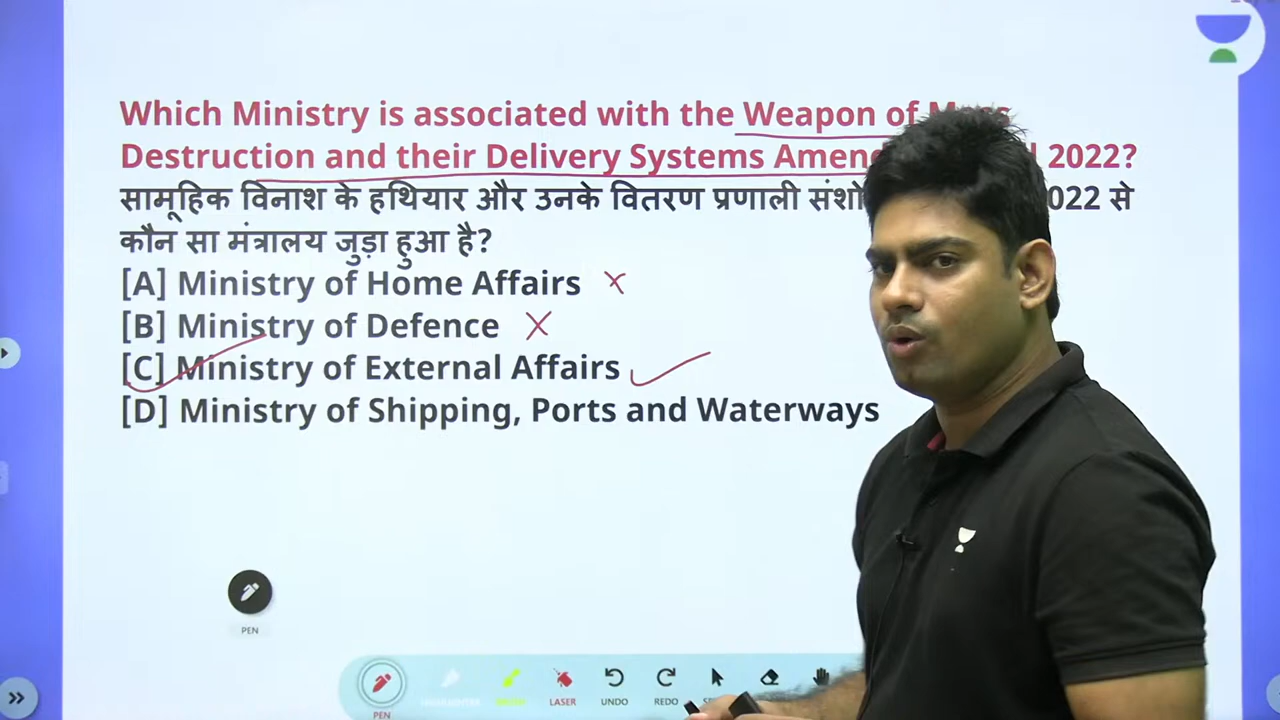 Which Ministry is associated with the Weapon of
Destruction and their Delivery Systems 2022?
सामूहिक विनाश के हथियार और उनके वितरण प्रणाली 2022 से
कौन सा मंत्रालय जुड़ा हुआ है?
[A] Ministry of Home Affairs
[B] Ministry of Defence
[C] Ministry of External Affairs
[D] Ministry of Shipping, Ports and Waterways
PEN
PEN
HIGHLIGHTER
LASER
UNDO
REDO